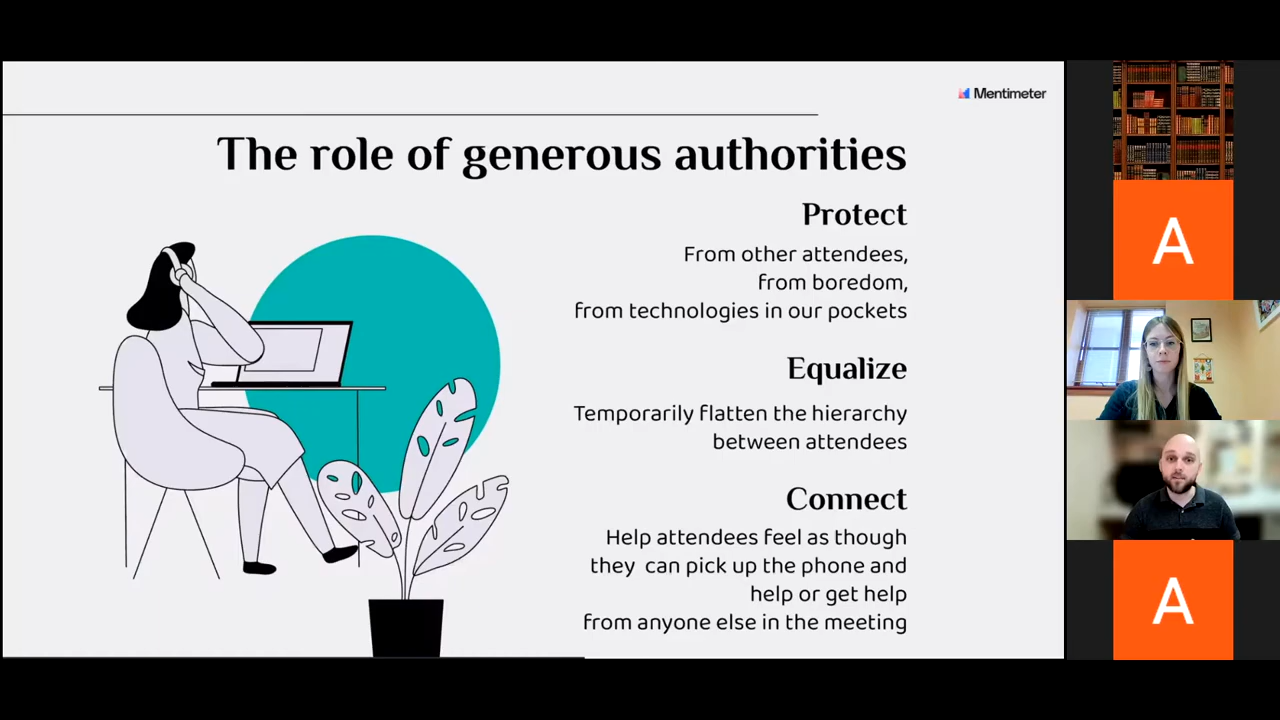 Mentimeter
The role of generous authorities
Protect
From other attendees,
from boredom,
from technologies in our pockets
Equalize
Temporarily flatten the hierarchy
between attendees
Connect
Help attendees feel as though
they can pick up the phone and
help or get help
from anyone else in the meeting
A
A